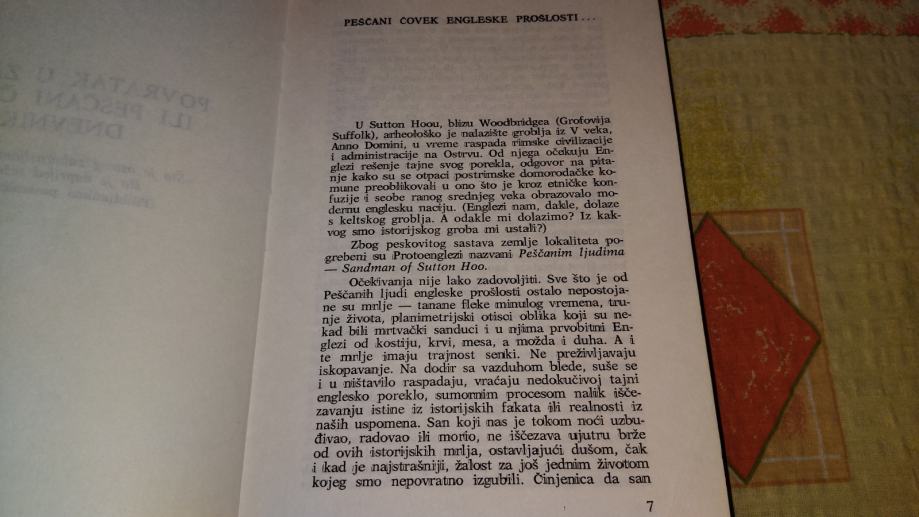 PEŠČANI ČOVEK ENGLESKE PROŠLOSTI...
U Sutton Hoou, blizu Woodbridgea (Grofovija
Suffolk), arheološko je nalazište groblja iz V veka,
Anno Domini, u vreme raspada rimske civilizacije
i administracije na Ostrvu. Od njega očekuju En-
glezi rešenje tajne svog porekla, odgovor na pita-
nje kako su se otpaci postrimske domorodačke ko-
mune preoblikovali u ono što je kroz etničke kon-
fuzije i seobe ranog srednjeg veka obrazovalo mo-
dernu englesku naciju. (Englezi nam, dakle, dolaze
s keltskog groblja. A odakle mi dolazimo? Iz kak-
vog smo istorijskog groba mi ustali?)
Zbog peskovitog sastava zemlje lokaliteta po-
grebeni su Protoenglezi nazvani Peščanim ljudima
— Sandman of Sutton Hoo.
Očekivanja nije lako zadovoljiti. Sve što je od
Peščanih ljudi engleske prošlosti ostalo nepostoja-
ne su mrlje — tanane fleke minulog vremena, tru-
nje života, planimetrijski otisci oblika koji su ne-
kad bili mrtvački sanduci i u njima prvobitni En-
glezi od kostiju, krvi, mesa, a možda i duha. A i
te mrlje imaju trajnost senki. Ne preživljavaju
iskopavanje. Na dodir sa vazduhom blede, suše se
i u ništavilo raspadaju, vraćaju nedokučivoj tajni
englesko poreklo, sumornim procesom nalik išče-
zavanju istine iz istorijskih fakata ili realnosti iz
naših uspomena. San koji nas je tokom noći uzbu-
đivao, radovao ili morio, ne iščezava ujutru brže
od ovih istorijskih mrlja, ostavljajući dušom, čak
i kad je najstrašniji, žalost za još jednim životom
kojeg smo nepovratno izgubili. Činjenica da san
7
POVRATAK U
ILI PEŠČANI
DNEVNIK